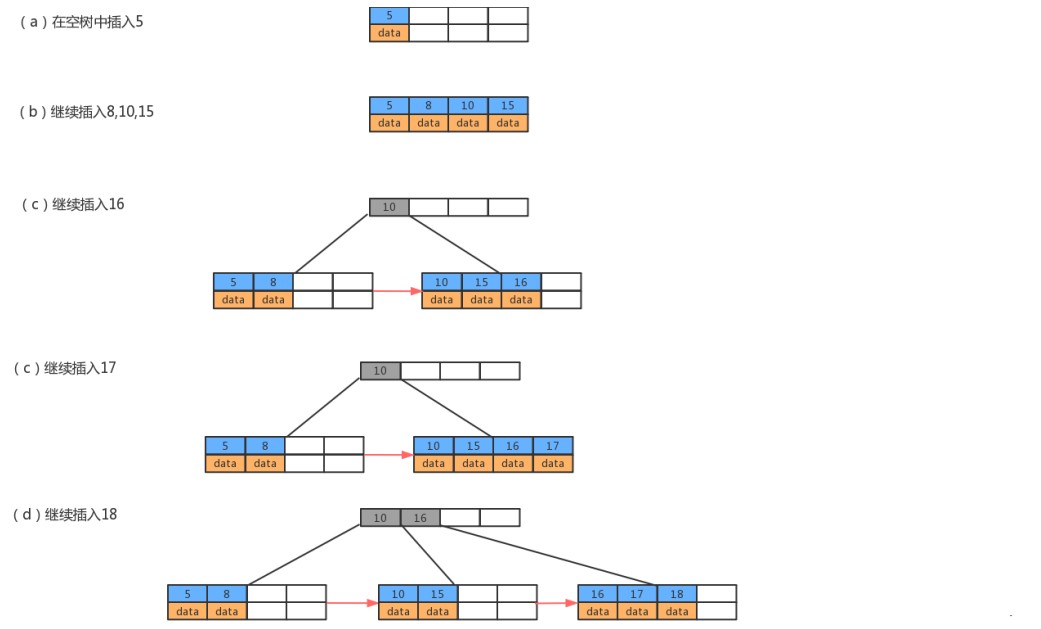 （a）在空树中插入5
5
data
（b）继续插入8,10,15
5 8 10 15
data data data data
（c）继续插入16
10
5 8 10 15 16
data data data data data
（c）继续插入17
10
5 8 10 15 16 17
data data data data data data
（d）继续插入18
10 16
5 8 10 15 16 17 18
data data data data data data data